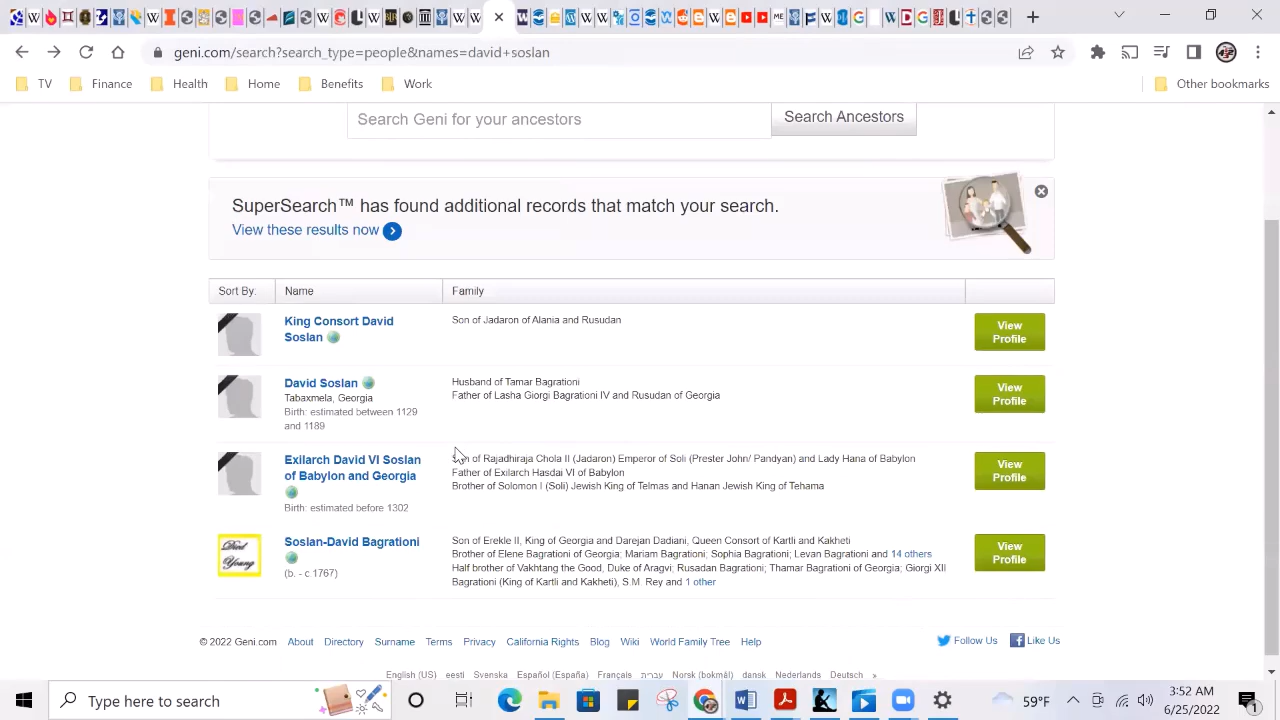 geni.com/search?search_type=people&names=david+soslan
TV Finance Health Home Benefits Work Other bookmarks
Search Geni for your ancestors Search Ancestors
SuperSearch™ has found additional records that match your search.
View these results now
Sort By: Name Family
King Consort David Soslan
Son of Jadaron of Alania and Rusudan
View Profile
David Soslan
Tabaxmela, Georgia
Birth: estimated between 1129
and 1189
Husband of Tamar Bagrationi
Father of Lasha Giorgi Bagrationi IV and Rusudan of Georgia
View Profile
Exilarch David VI Soslan
of Babylon and Georgia
Birth: estimated before 1302
Son of Rajadhiraja Chola II (Jadaron) Emperor of Soli (Prester John/ Pandyan) and Lady Hana of Babylon
Father of Exilarch Hasdai VI of Babylon
Brother of Solomon I (Soli) Jewish King of Telmas and Hanan Jewish King of Tehama
View Profile
Died
Young
Soslan-David Bagrationi
(b. - c.1767)
Son of Erekle II, King of Georgia and Darejan Dadiani, Queen Consort of Kartli and Kakheti
Brother of Elene Bagrationi of Georgia; Mariam Bagrationi; Sophia Bagrationi; Levan Bagrationi and 14 others
Half brother of Vakhtang the Good, Duke of Aragvi; Rusadan Bagrationi; Thamar Bagrationi of Georgia; Giorgi XII
Bagrationi (King of Kartli and Kakheti), S.M. Rey and 1 other
View Profile
© 2022 Geni.com About Directory Surname Terms Privacy California Rights Blog Wiki World Family Tree Help Follow Us Like Us
English (US) eesti Svenska Español (España) Français עברית Norsk (bokmål) dansk Nederlands Deutsch »
Type here to search
59°F
3:52 AM
6/25/2022
1